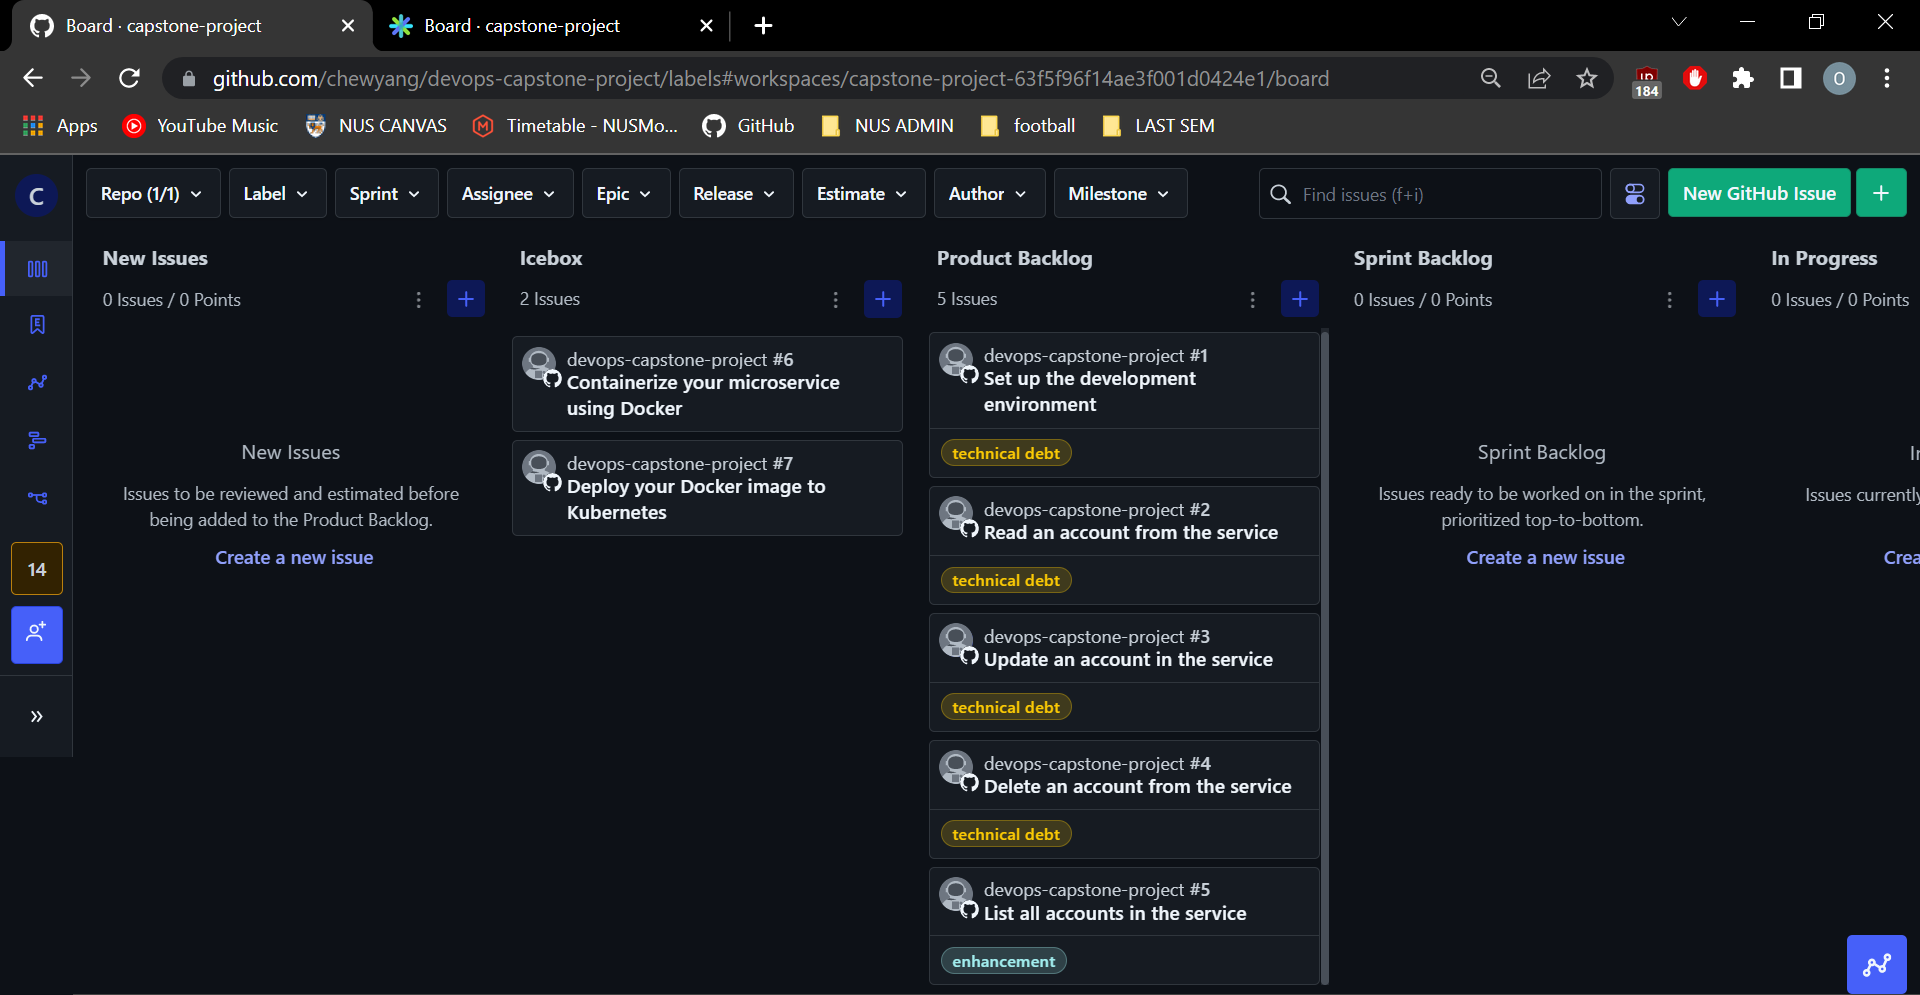 Board · capstone-project
Board · capstone-project
github.com/chewyang/devops-capstone-project/labels#workspaces/capstone-project-63f5f96f14ae3f001d0424e1/board
184
O
Apps
YouTube Music
NUS CANVAS
Timetable - NUSMo...
GitHub
NUS ADMIN
football
LAST SEM
C
Repo (1/1)
Label
Sprint
Assignee
Epic
Release
Estimate
Author
Milestone
Find issues (f+i)
New GitHub Issue
14
New Issues
0 Issues / 0 Points
New Issues
Issues to be reviewed and estimated before
being added to the Product Backlog.
Create a new issue
Icebox
2 Issues
devops-capstone-project #6
Containerize your microservice
using Docker
devops-capstone-project #7
Deploy your Docker image to
Kubernetes
Product Backlog
5 Issues
devops-capstone-project #1
Set up the development
environment
technical debt
devops-capstone-project #2
Read an account from the service
technical debt
devops-capstone-project #3
Update an account in the service
technical debt
devops-capstone-project #4
Delete an account from the service
technical debt
devops-capstone-project #5
List all accounts in the service
enhancement
Sprint Backlog
0 Issues / 0 Points
Sprint Backlog
Issues ready to be worked on in the sprint,
prioritized top-to-bottom.
Create a new issue
In Progress
0 Issues / 0 Points
Issues currently